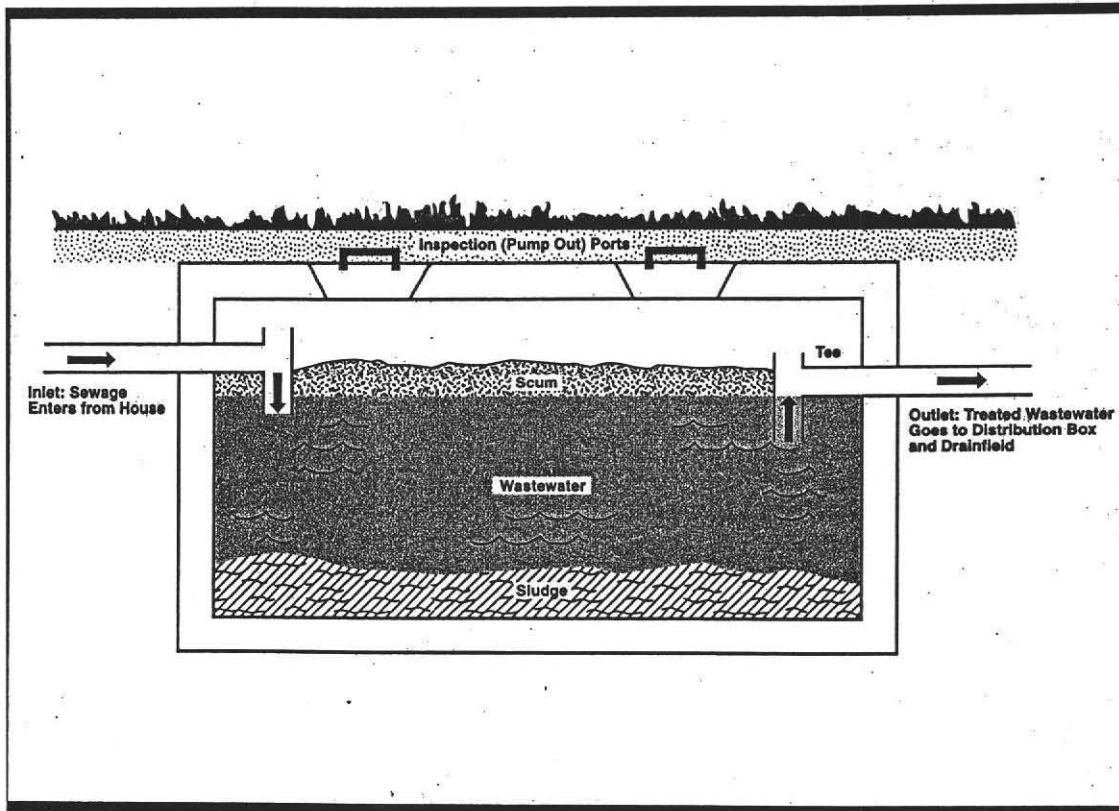 Inspection (Pump Out) Ports
Tee
Scum
Inlet: Sewage
Enters from House
Outlet: Treated Wastewater
Goes to Distribution Box
and Drainfield
Wastewater
Sludge